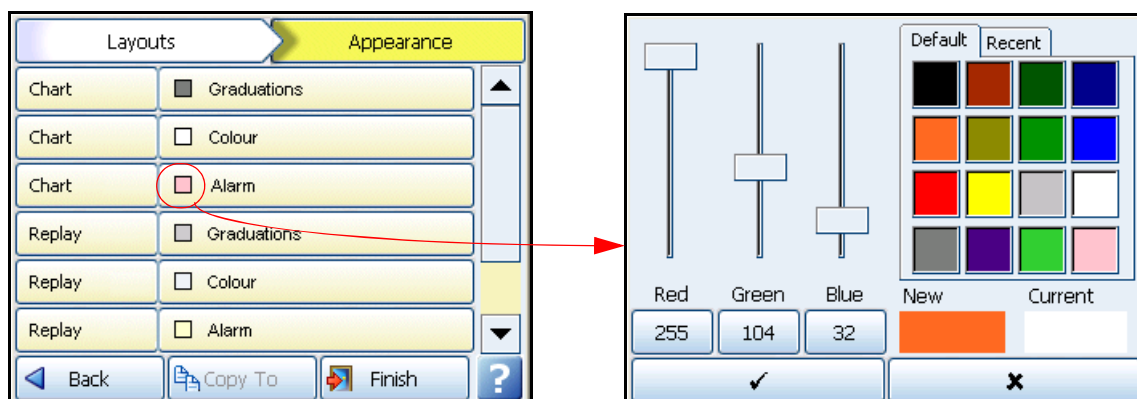 Layouts Appearance
Chart Graduations
Chart Colour
Chart Alarm
Replay Graduations
Replay Colour
Replay Alarm
Back Copy To Finish ?
Default Recent
Red Green Blue New Current
255 104 32